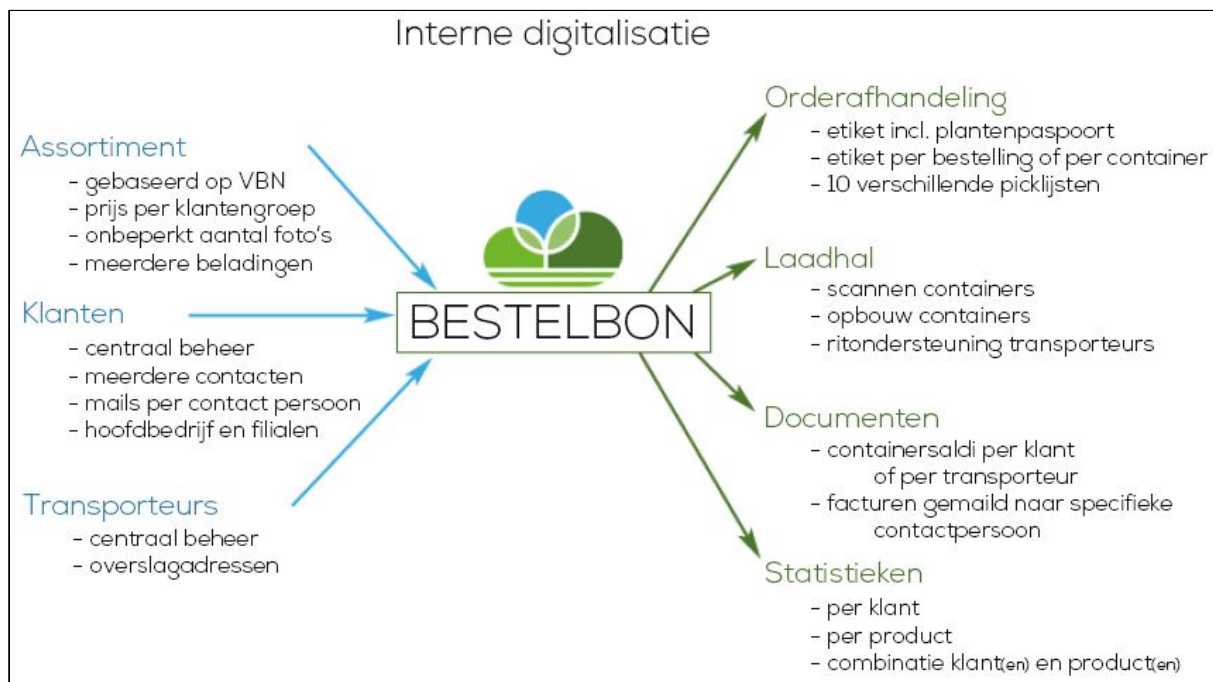 Interne digitalisatie
Assortiment
- gebaseerd op VBN
- prijs per klantengroep
- onbeperkt aantal foto's
- meerdere beladingen
Klanten
- centraal beheer
- meerdere contacten
- mails per contact persoon
- hoofdbedrijf en filialen
Transporteurs
- centraal beheer
- overslagadressen
BESTELBON
Orderafhandeling
- etiket incl. plantenpaspoort
- etiket per bestelling of per container
- 10 verschillende picklijsten
Laadhal
- scannen containers
- opbouw containers
- ritondersteuning transporteurs
Documenten
- containersaldi per klant
of per transporteur
- facturen gemaild naar specifieke
contactpersoon
Statistieken
- per klant
- per product
- combinatie klant(en) en product(en)